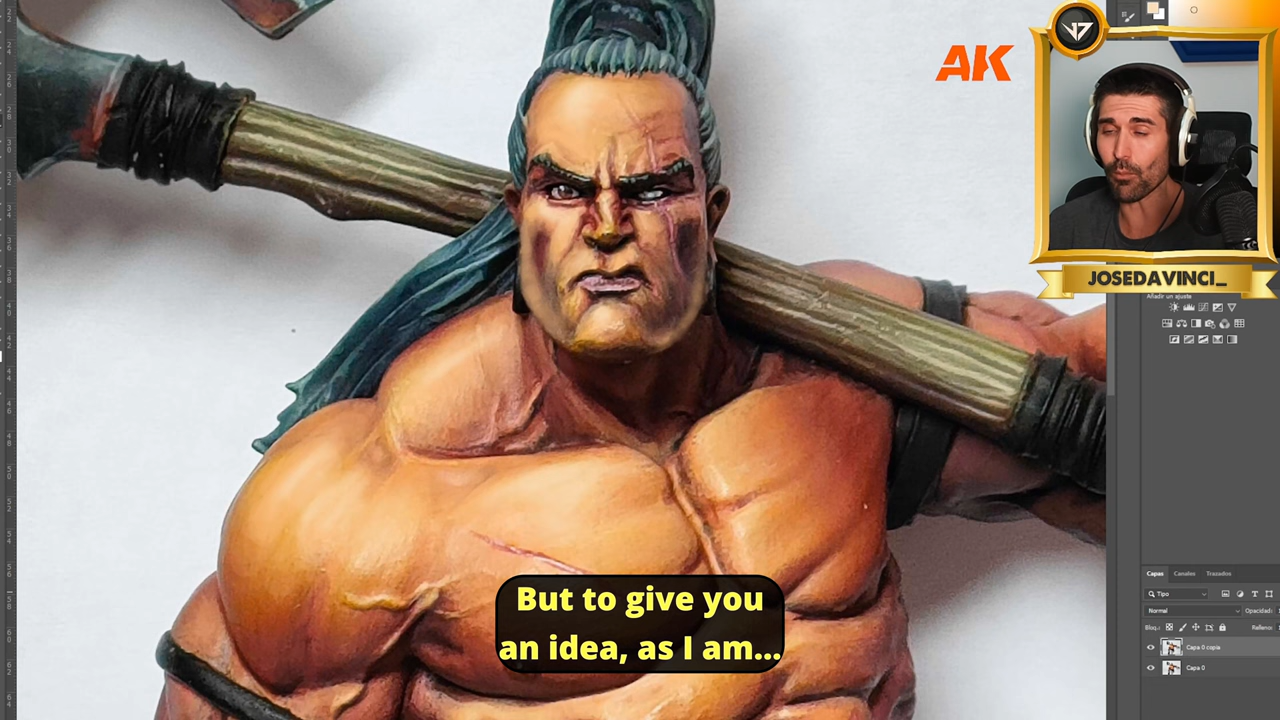 AK
JOSEDAVINCI_
Añadir un ajuste
Capas Canales Trazados
Tipo
Normal Opacidad:
Bloq.: Relleno:
Capa 0 copia
Capa 0
But to give you
an idea, as I am...